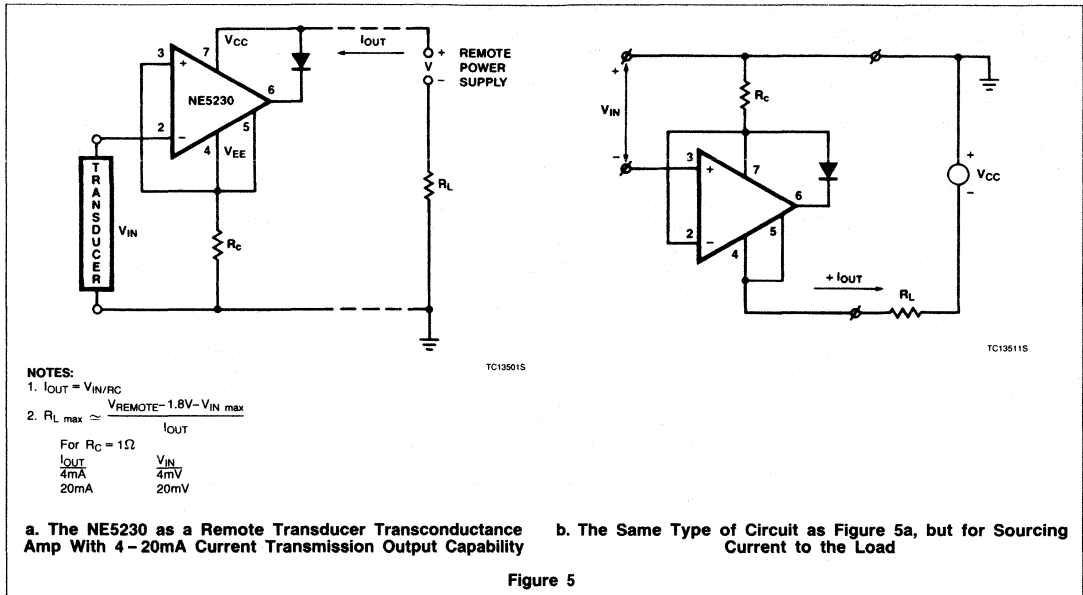 VCC
IOUT
3
7
+
+
V
−
REMOTE
POWER
SUPPLY
NE5230
6
2
−
5
4
VEE
TRANSDUCER
VIN
RC
RL
TC13501S
+
VIN
−
RC
3
+
7
6
2
−
5
4
+ IOUT
RL
+
VCC
−
TC13511S
NOTES:
1. IOUT = VIN/RC
2. RL max ≃ VREMOTE−1.8V−VIN max
IOUT
For RC = 1Ω
IOUT VIN
4mA 4mV
20mA 20mV
a. The NE5230 as a Remote Transducer Transconductance
Amp With 4 – 20mA Current Transmission Output Capability
b. The Same Type of Circuit as Figure 5a, but for Sourcing
Current to the Load
Figure 5